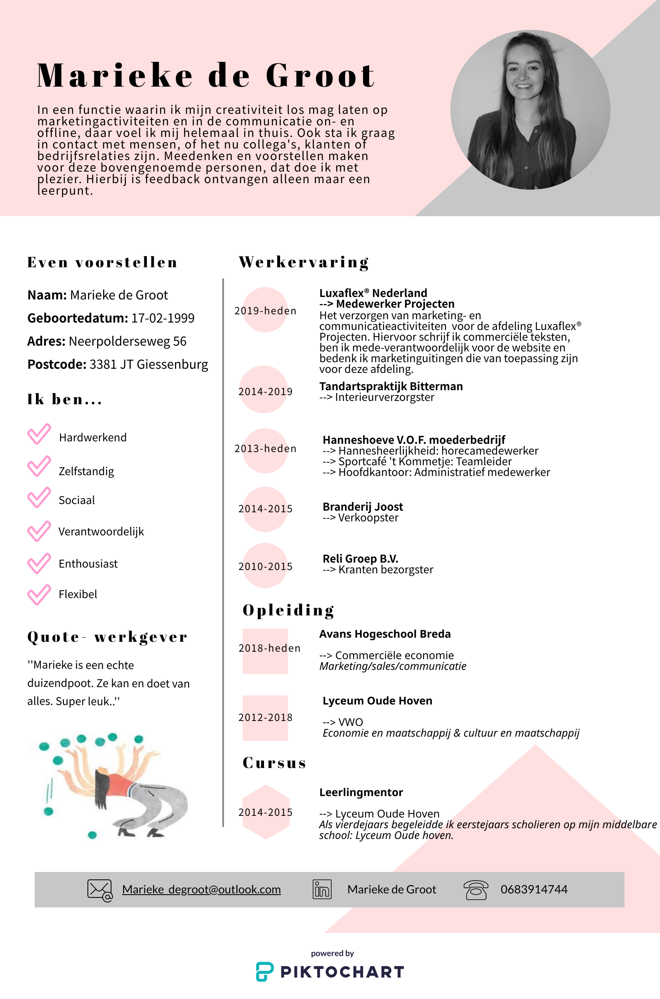 Marieke de Groot
In een functie waarin ik mijn creativiteit los mag laten op
marketingactiviteiten en in de communicatie on- en
offline, daar voel ik mij helemaal in thuis. Ook sta ik graag
in contact met mensen, of het nu collega's, klanten of
bedrijfsrelaties zijn. Meedenken en voorstellen maken
voor deze bovengenoemde personen, dat doe ik met
plezier. Hierbij is feedback ontvangen alleen maar een
leerpunt.
Even voorstellen
Naam: Marieke de Groot
Geboortedatum: 17-02-1999
Adres: Neerpolderseweg 56
Postcode: 3381 JT Giessenburg
Ik ben...
Hardwerkend
Zelfstandig
Sociaal
Verantwoordelijk
Enthousiast
Flexibel
Quote- werkgever
''Marieke is een echte
duizendpoot. Ze kan en doet van
alles. Super leuk..''
Werkervaring
2019-heden
Luxaflex® Nederland
--> Medewerker Projecten
Het verzorgen van marketing- en
communicatieactiviteiten  voor de afdeling Luxaflex®
Projecten. Hiervoor schrijf ik commerciële teksten,
ben ik mede-verantwoordelijk voor de website en
bedenk ik marketinguitingen die van toepassing zijn
voor deze afdeling.
2014-2019
Tandartspraktijk Bitterman
--> Interieurverzorgster
2013-heden
Hanneshoeve V.O.F. moederbedrijf
--> Hannesheerlijkheid: horecamedewerker
--> Sportcafé 't Kommetje: Teamleider
--> Hoofdkantoor: Administratief medewerker
2014-2015
Branderij Joost
--> Verkoopster
2010-2015
Reli Groep B.V.
--> Kranten bezorgster
Opleiding
2018-heden
Avans Hogeschool Breda
--> Commerciële economie
Marketing/sales/communicatie
2012-2018
Lyceum Oude Hoven
--> VWO
Economie en maatschappij & cultuur en maatschappij
Cursus
2014-2015
Leerlingmentor
--> Lyceum Oude Hoven
Als vierdejaars begeleidde ik eerstejaars scholieren op mijn middelbare
school: Lyceum Oude hoven.
Marieke_degroot@outlook.com
in
Marieke de Groot
0683914744
powered by
PIKTOCHART